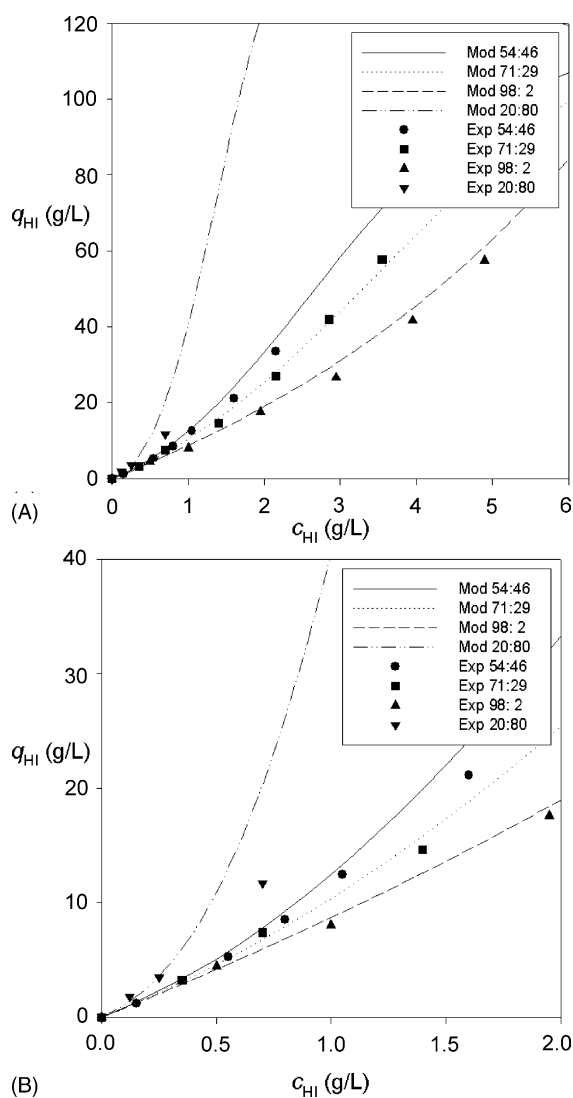 120
100
80
60
40
20
0
qHI (g/L)
Mod 54:46
Mod 71:29
Mod 98: 2
Mod 20:80
Exp 54:46
Exp 71:29
Exp 98: 2
Exp 20:80
0 1 2 3 4 5 6
(A)
cHI (g/L)
40
30
20
10
0
qHI (g/L)
Mod 54:46
Mod 71:29
Mod 98: 2
Mod 20:80
Exp 54:46
Exp 71:29
Exp 98: 2
Exp 20:80
0.0 0.5 1.0 1.5 2.0
(B)
cHI (g/L)